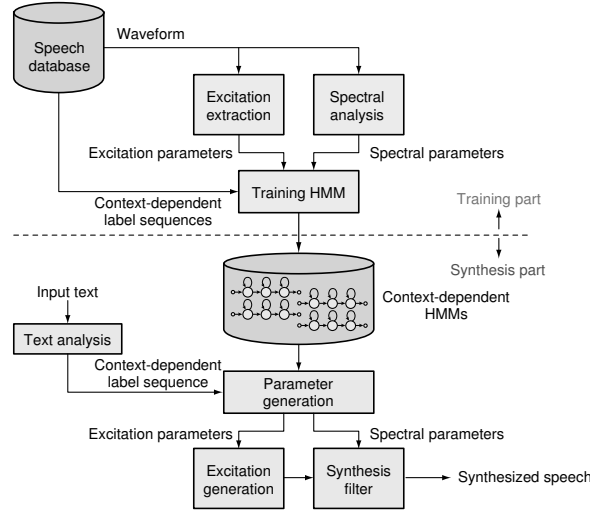 Speech
database
Waveform
Excitation
extraction
Spectral
analysis
Excitation parameters
Spectral parameters
Training HMM
Context-dependent
label sequences
Training part
Synthesis part
Context-dependent
HMMs
Input text
Text analysis
Context-dependent
label sequence
Parameter
generation
Excitation parameters
Spectral parameters
Excitation
generation
Synthesis
filter
Synthesized speech